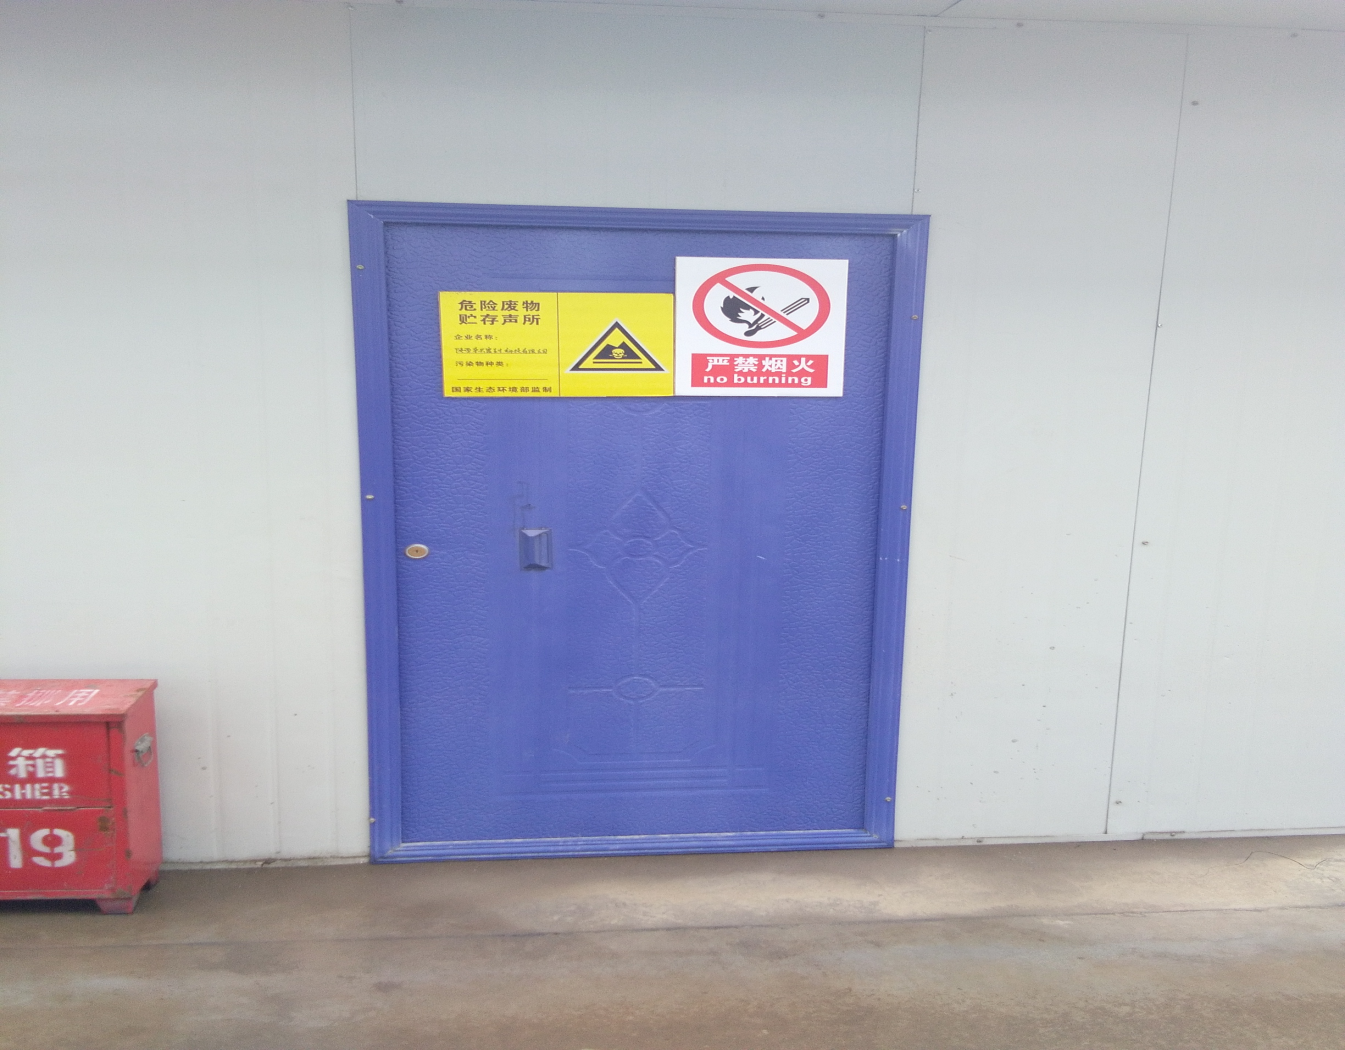 危险废物
贮存声所
企业名称:
污染物种类:
国家生态环境部监制
严禁烟火
no burning
箱
SHER
19